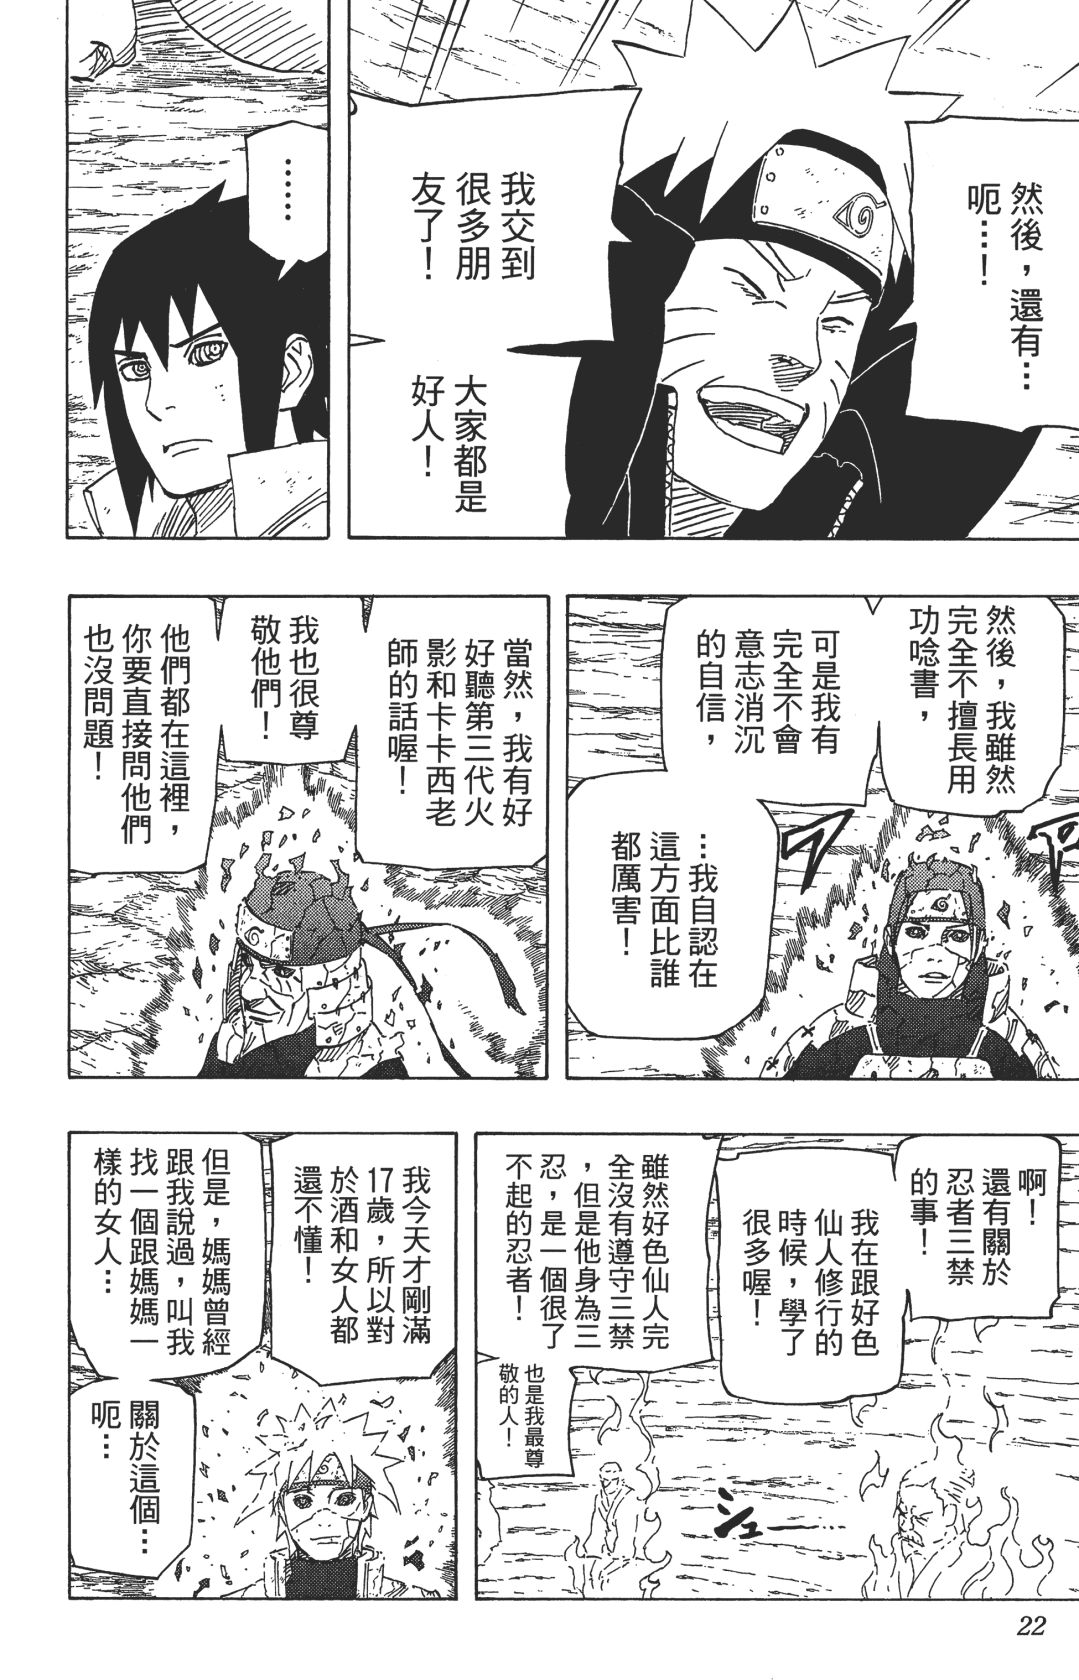 然後，還有…
呃…！
我交到
很多朋
友了！
大家都是
好人！
……
然後，我雖然
完全不擅長用
功唸書，
可是我有
完全不會
意志消沉
的自信，
…我自認在
這方面比誰
都厲害！
當然，我有好
好聽第三代火
影和卡卡西老
師的話喔！
我也很尊
敬他們！
他們都在這裡，
你要直接問他們
也沒問題！
啊！
還有關於
忍者三禁
的事！
我在跟好色
仙人修行的
時候，學了
很多喔！
雖然好色仙人完
全沒有遵守三禁
，但是他身為三
忍，是一個很了
不起的忍者！
也是我最尊
敬的人！
シュー…
我今天才剛滿
17歲，所以對
於酒和女人都
還不懂！
但是，媽媽曾經
跟我說過，叫我
找一個跟媽媽一
樣的女人…
關於這個…
呃…
22